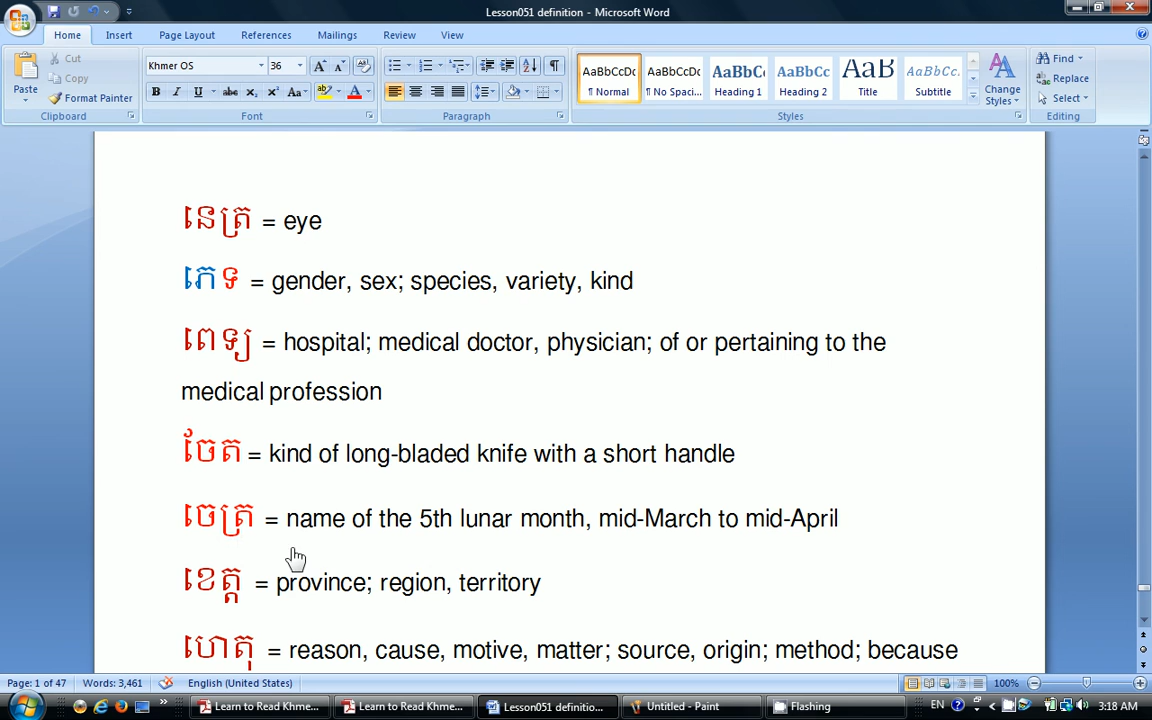 Lesson051 definition - Microsoft Word
Home Insert Page Layout References Mailings Review View
Paste Cut Copy Format Painter
Khmer OS 36
AaBbCcDc AaBbCcDc AaBbC AaBbCc AaB AaBbCc.
¶ Normal ¶ No Spaci... Heading 1 Heading 2 Title Subtitle
Change Styles
Find Replace Select
Clipboard Font Paragraph Styles Editing
នេត្រ = eye
ភេទ = gender, sex; species, variety, kind
ពេទ្យ = hospital; medical doctor, physician; of or pertaining to the
medical profession
ចែត = kind of long-bladed knife with a short handle
ចេត្រ = name of the 5th lunar month, mid-March to mid-April
ខេត្ត = province; region, territory
ហេតុ = reason, cause, motive, matter; source, origin; method; because
Page: 1 of 47 Words: 3,461 English (United States) 100%
Learn to Read Khme... Learn to Read Khme... Lesson051 definitio... Untitled - Paint Flashing EN 3:18 AM